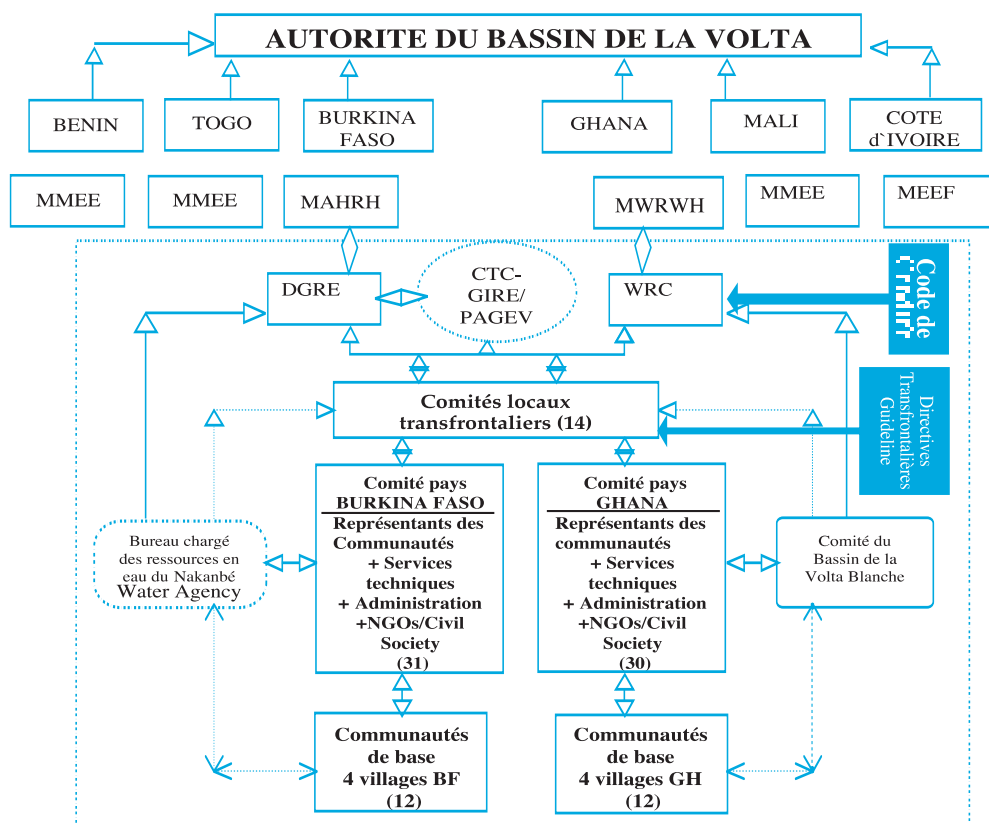 AUTORITE DU BASSIN DE LA VOLTA
BENIN
TOGO
BURKINA
FASO
GHANA
MALI
COTE
d`IVOIRE
MMEE
MMEE
MAHRH
MWRWH
MMEE
MEEF
DGRE
CTC-
GIRE/
PAGEV
WRC
Code de
Comités locaux
transfrontaliers (14)
Directives
Transfrontalières
Guideline
Comité pays
BURKINA FASO
Représentants des
Communautés
+ Services
techniques
+ Administration
+NGOs/Civil
Society
(31)
Comité pays
GHANA
Représentants des
communautés
+ Services
techniques
+ Administration
+NGOs/Civil
Society
(30)
Bureau chargé
des ressources en
eau du Nakanbé
Water Agency
Comité du
Bassin de la
Volta Blanche
Communautés
de base
4 villages BF
(12)
Communautés
de base
4 villages GH
(12)